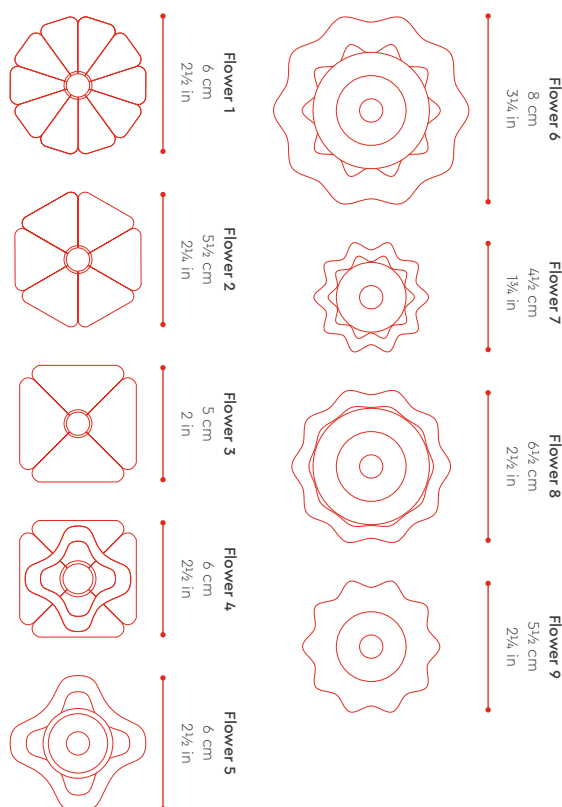 Flower 1
6 cm
2½ in
Flower 2
5½ cm
2¼ in
Flower 3
5 cm
2 in
Flower 4
6 cm
2½ in
Flower 5
6 cm
2½ in
Flower 6
8 cm
3¼ in
Flower 7
4½ cm
1¾ in
Flower 8
6½ cm
2½ in
Flower 9
5½ cm
2¼ in